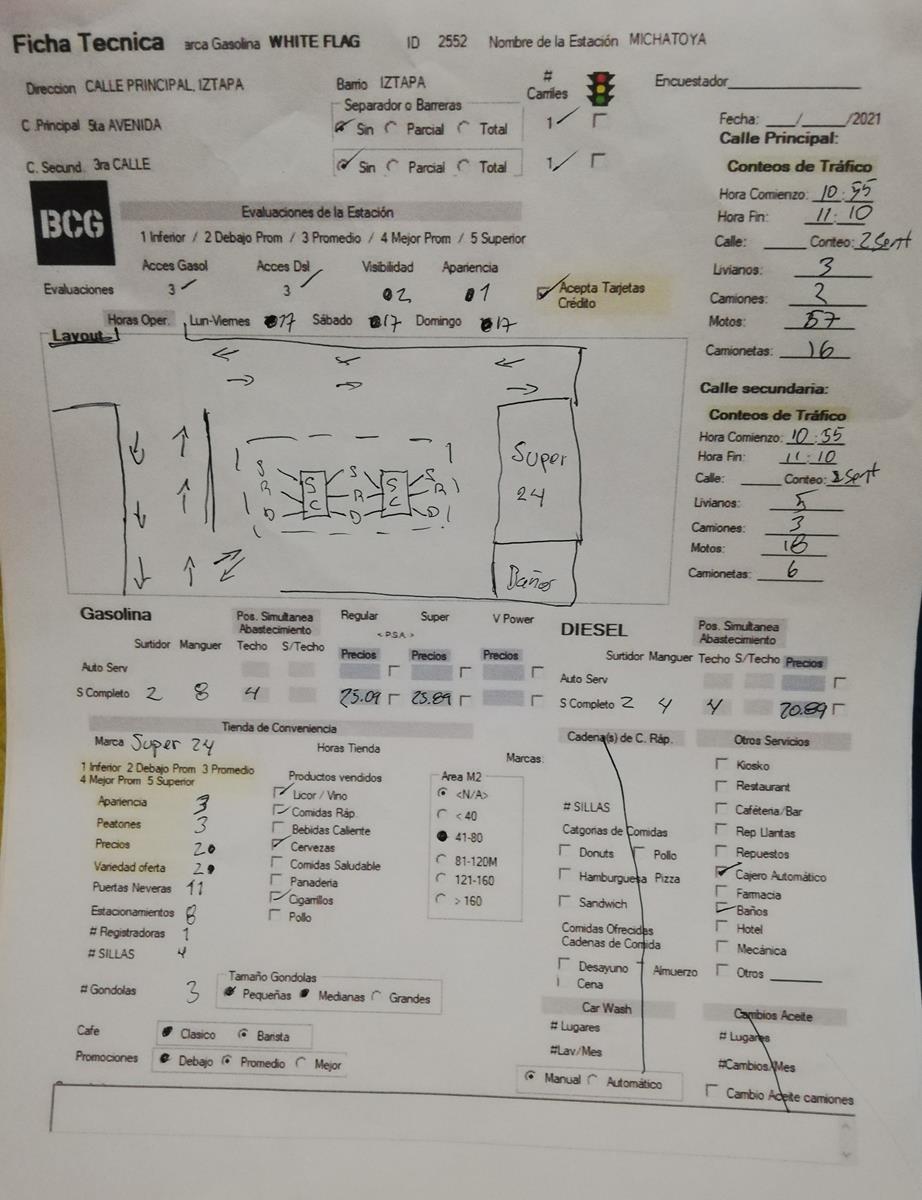 Ficha Tecnica arca Gasolina WHITE FLAG ID 2552 Nombre de la Estación MICHATOYA
Direccion CALLE PRINCIPAL, IZTAPA Barrio IZTAPA # Carriles Encuestador
Separador o Barreras
C .Principal 5ta AVENIDA Sin Parcial Total 1
Fecha: ___/___/2021
C. Secund. 3ra CALLE Sin Parcial Total 1
Calle Principal:
Conteos de Tráfico
Hora Comienzo: 10:55
Hora Fin: 11:10
Calle: Conteo: 2 Sent
Livianos: 3
Camiones: 2
Motos: 57
Camionetas: 16
BCG
Evaluaciones de la Estación
1 Inferior / 2 Debajo Prom / 3 Promedio / 4 Mejor Prom / 5 Superior
Acces Gasol Acces Dsl Visibilidad Apariencia
Evaluaciones 3 3 2 1 Acepta Tarjetas Crédito
Horas Oper. Lun-Viernes 17 Sábado 17 Domingo 17
Layout
S S S S
R C R C R
D D D
Super
24
Baños
Calle secundaria:
Conteos de Tráfico
Hora Comienzo: 10:55
Hora Fin: 11:10
Calle: Conteo: 2 Sent
Livianos: 5
Camiones: 3
Motos: 18
Camionetas: 6
Gasolina
Pos. Simultanea Abastecimiento Regular Super V Power
< P.S.A. >
Surtidor Manguer Techo S/Techo Precios Precios Precios
Auto Serv
S Completo 2 8 4 25.09 25.89
DIESEL
Pos. Simultanea Abastecimiento
Surtidor Manguer Techo S/Techo Precios
Auto Serv
S Completo 2 4 4 20.89
Tienda de Conveniencia
Marca Super 24 Horas Tienda Marcas:
1 Inferior 2 Debajo Prom 3 Promedio
4 Mejor Prom 5 Superior
Apariencia 3
Peatones 3
Precios 2
Variedad oferta 2
Puertas Neveras 11
Estacionamientos 8
# Registradoras 1
# SILLAS 4
# Gondolas 3
Productos vendidos
Licor / Vino
Comidas Ráp.
Bebidas Caliente
Cervezas
Comidas Saludable
Panaderia
Cigarrillos
Pollo
Area M2
<N/A>
< 40
41-80
81-120M
121-160
> 160
Tamaño Gondolas
Pequeñas Medianas Grandes
Cafe Clasico Barista
Promociones Debajo Promedio Mejor
Cadena(s) de C. Ráp.
# SILLAS
Catgorias de Comidas
Donuts Pollo
Hamburguesa Pizza
Sandwich
Comidas Ofrecidas
Cadenas de Comida
Desayuno Almuerzo
Cena
Car Wash
# Lugares
#Lav/Mes
Manual Automático
Otros Servicios
Kiosko
Restaurant
Caféteria/Bar
Rep Llantas
Repuestos
Cajero Automático
Farmacia
Baños
Hotel
Mecánica
Otros
Cambios Aceite
# Lugares
#Cambios/Mes
Cambio Aceite camiones